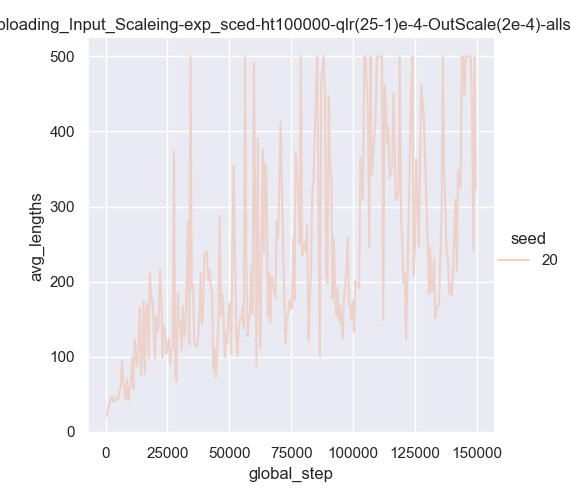 ploading_Input_Scaleing-exp_sced-ht100000-qlr(25-1)e-4-OutScale(2e-4)-alls
500
400
300
200
100
0
avg_lengths
0 25000 50000 75000 100000 125000 150000
global_step
seed
20